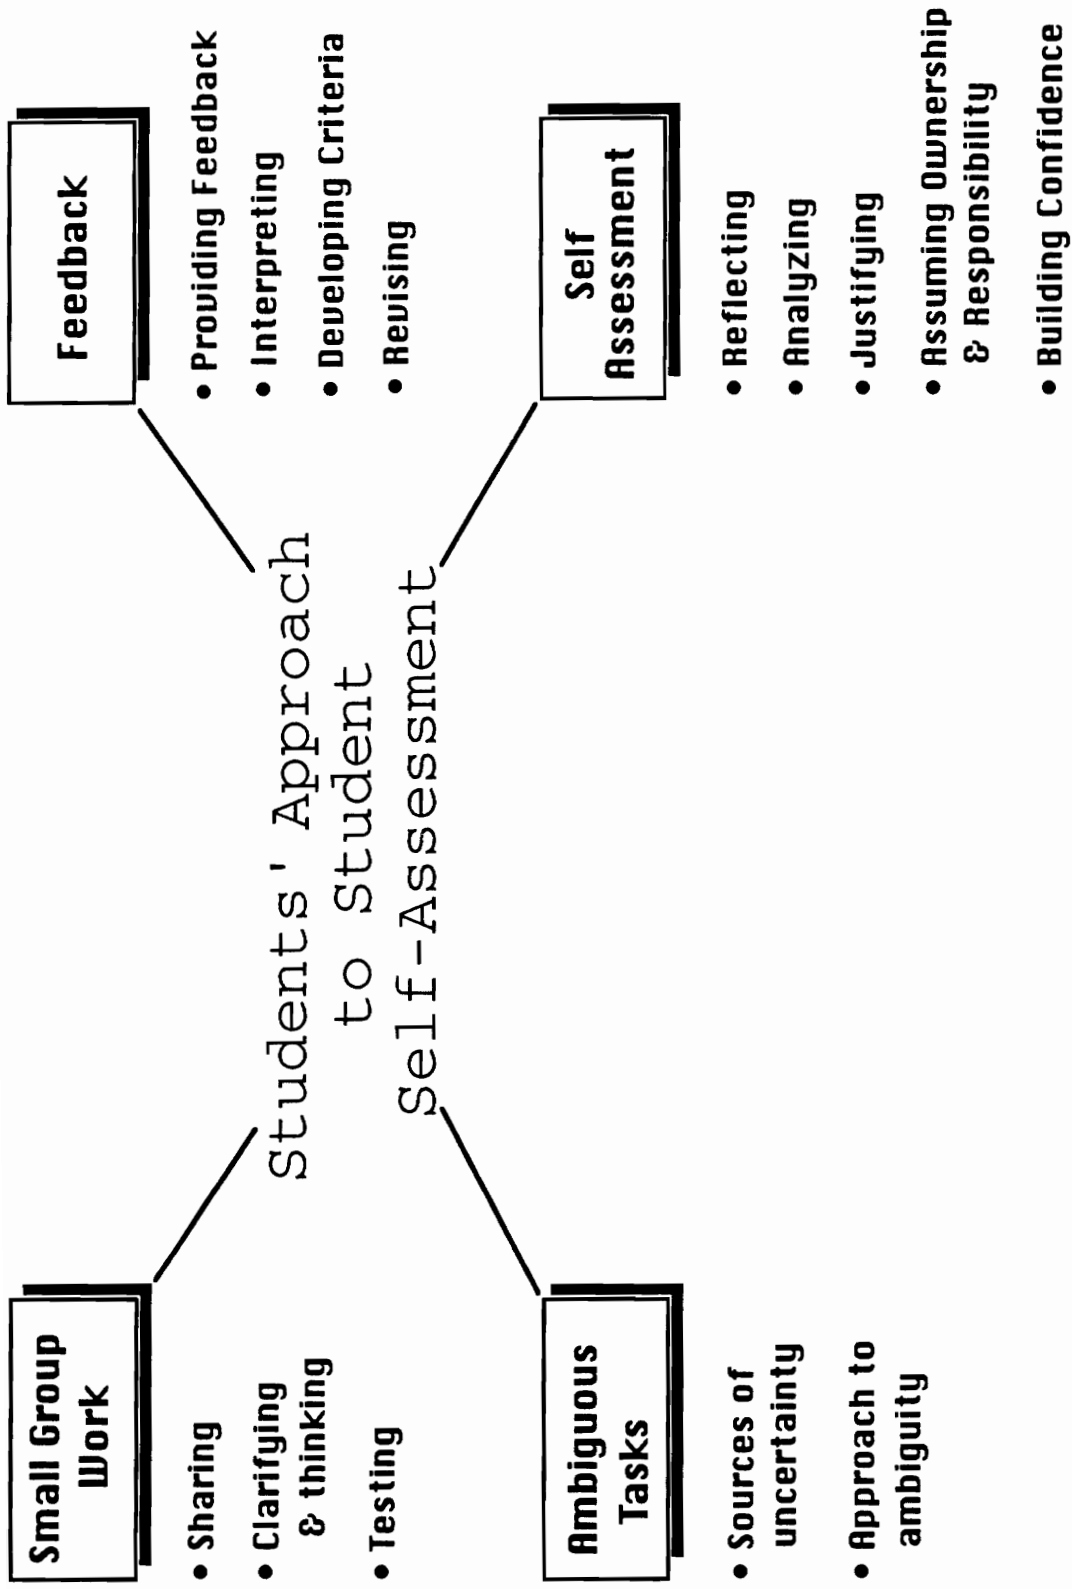 Small Group
Work
• Sharing
• Clarifying
& thinking
• Testing
Feedback
• Providing Feedback
• Interpreting
• Developing Criteria
• Revising
Students' Approach
to Student
Self-Assessment
Ambiguous
Tasks
• Sources of
uncertainty
• Approach to
ambiguity
Self
Assessment
• Reflecting
• Analyzing
• Justifying
• Assuming Ownership
& Responsibility
• Building Confidence